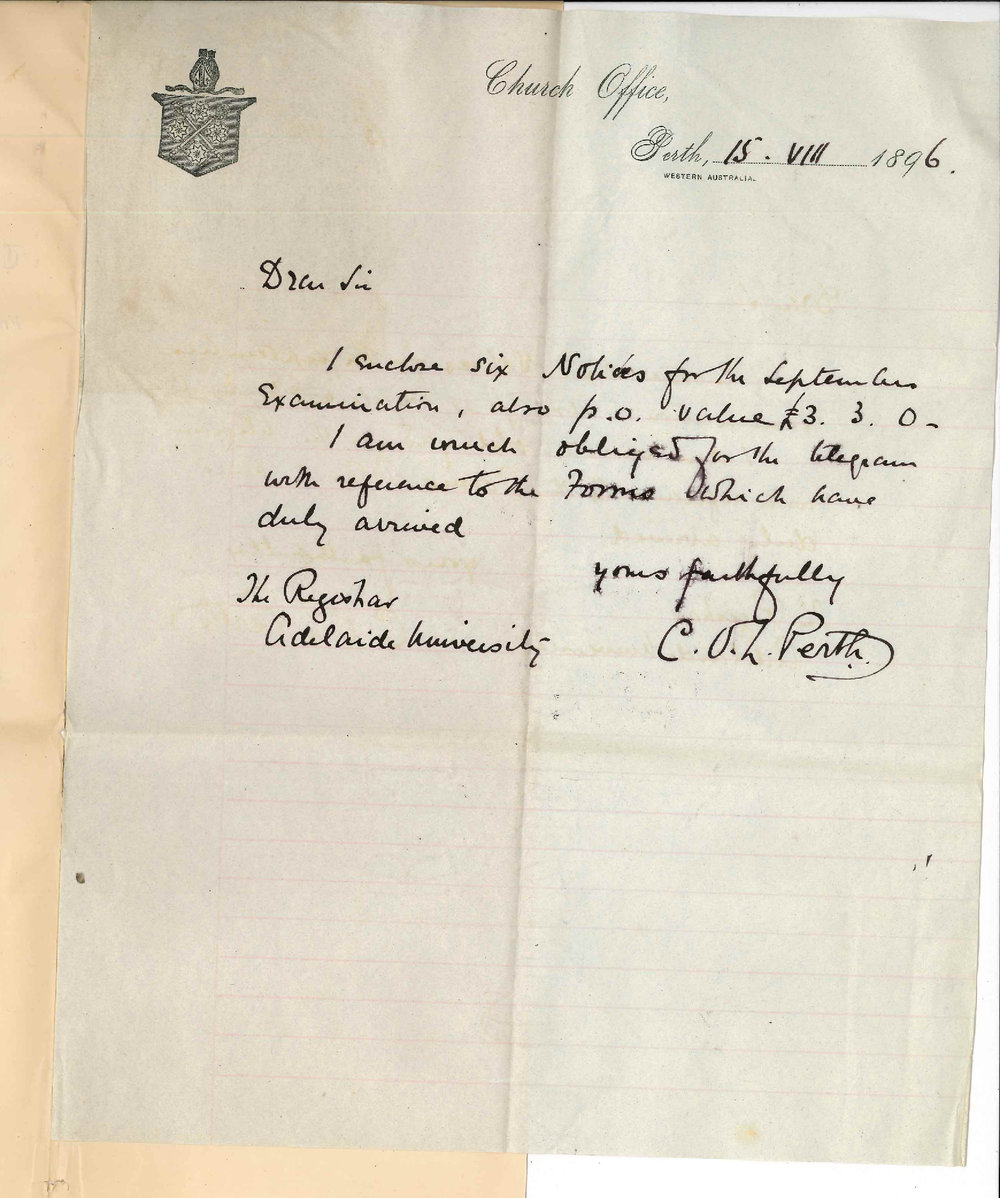 Church Office,
Perth, 15 . VIII 1896.
WESTERN AUSTRALIA.
Dear Sir
I enclose six Notices for the September
Examination, also p.o. value £3. 3. 0-
I am much obliged for the telegram
with reference to the Forms which have
duly arrived
yours faithfully
The Registrar
Adelaide University
C. O. L. Perth.